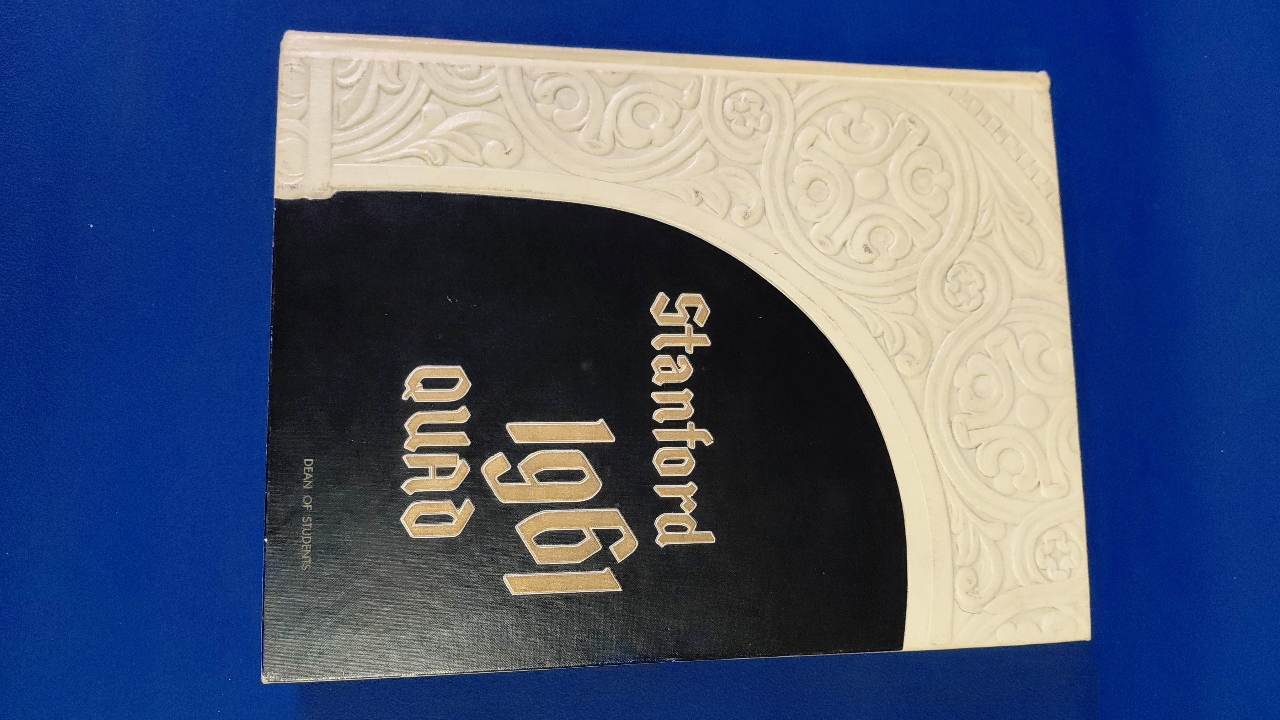 Stanford
1961
QUAD
DEAN OF STUDENTS